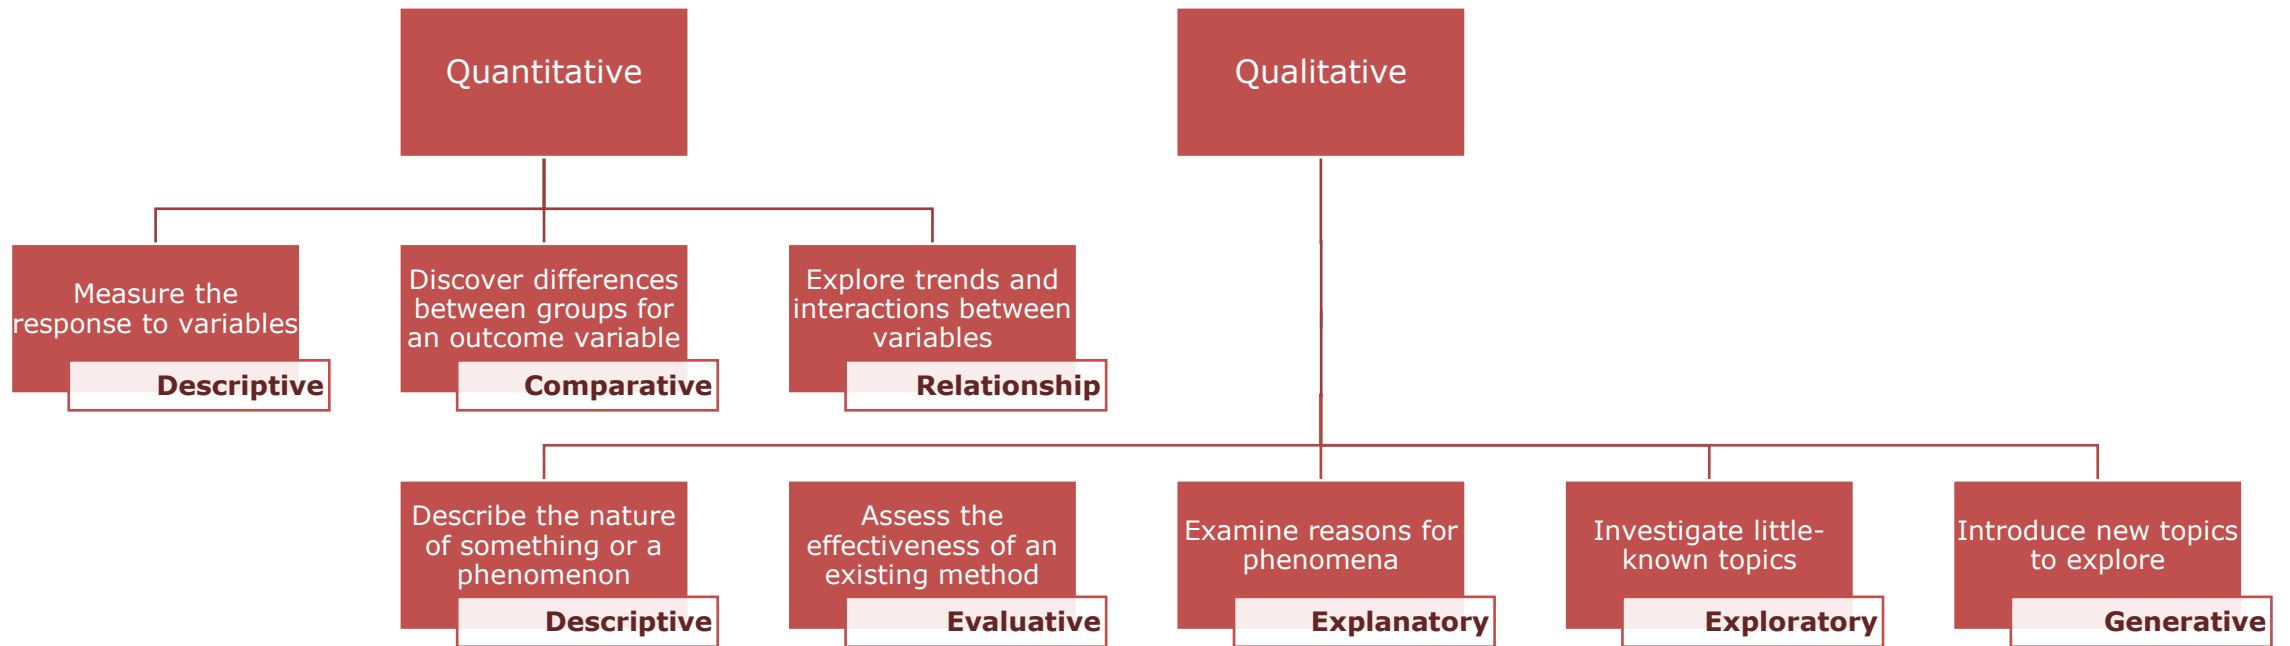 Quantitative
Qualitative
Measure the
response to variables
Descriptive
Discover differences
between groups for
an outcome variable
Comparative
Explore trends and
interactions between
variables
Relationship
Describe the nature
of something or a
phenomenon
Descriptive
Assess the
effectiveness of an
existing method
Evaluative
Examine reasons for
phenomena
Explanatory
Investigate little-
known topics
Exploratory
Introduce new topics
to explore
Generative